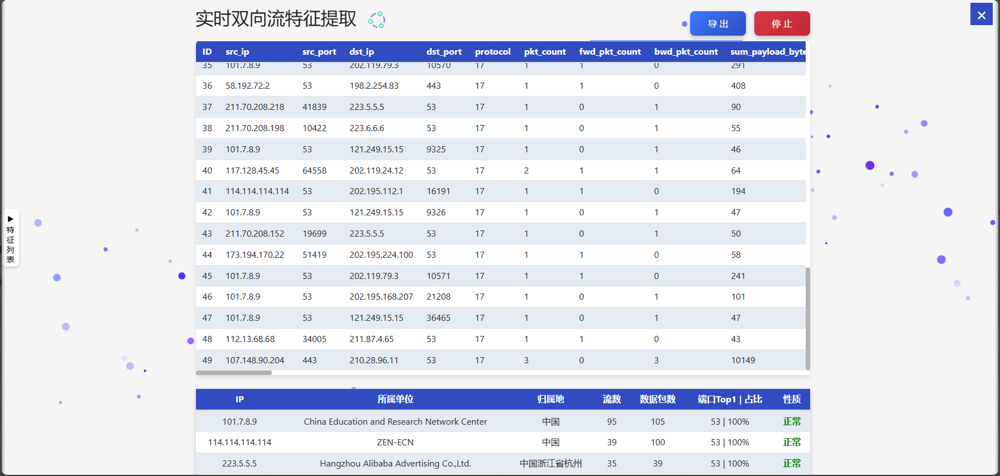 实时双向流特征提取
导出
停止
ID src_ip src_port dst_ip dst_port protocol pkt_count fwd_pkt_count bwd_pkt_count sum_payload_byte
35 101.7.8.9 53 202.119.79.3 10570 17 1 1 0 291
36 58.192.72.2 53 198.2.254.83 443 17 1 1 0 408
37 211.70.208.218 41839 223.5.5.5 53 17 1 0 1 90
38 211.70.208.198 10422 223.6.6.6 53 17 1 0 1 55
39 101.7.8.9 53 121.249.15.15 9325 17 1 0 1 46
40 117.128.45.45 64558 202.119.24.12 53 17 2 1 1 64
41 114.114.114.114 53 202.195.112.1 16191 17 1 1 0 194
42 101.7.8.9 53 121.249.15.15 9326 17 1 0 1 47
43 211.70.208.152 19699 223.5.5.5 53 17 1 0 1 50
44 173.194.170.22 51419 202.195.224.100 53 17 1 1 0 58
45 101.7.8.9 53 202.119.79.3 10571 17 1 1 0 241
46 101.7.8.9 53 202.195.168.207 21208 17 1 0 1 101
47 101.7.8.9 53 121.249.15.15 36465 17 1 0 1 47
48 112.13.68.68 34005 211.87.4.65 53 17 1 1 0 43
49 107.148.90.204 443 210.28.96.11 53 17 3 0 3 10149
特征列表
IP 所属单位 归属地 流数 数据包数 端口Top1 | 占比 性质
101.7.8.9 China Education and Research Network Center 中国 95 105 53 | 100% 正常
114.114.114.114 ZEN-ECN 中国 39 100 53 | 100% 正常
223.5.5.5 Hangzhou Alibaba Advertising Co.,Ltd. 中国浙江省杭州 35 39 53 | 100% 正常